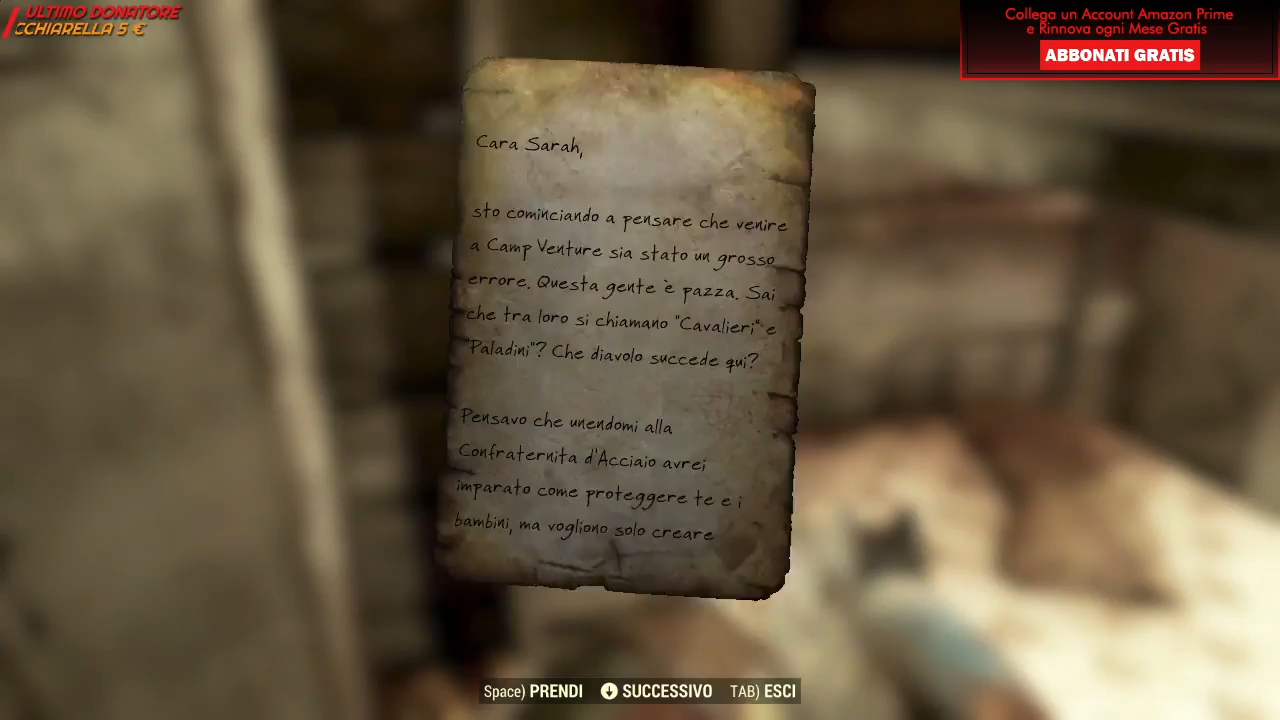 ULTIMO DONATORE
CCHIARELLA 5 €
Collega un Account Amazon Prime
e Rinnova ogni Mese Gratis
ABBONATI GRATIS
Cara Sarah,
sto cominciando a pensare che venire
a Camp Venture sia stato un grosso
errore. Questa gente è pazza. Sai
che tra loro si chiamano "Cavalieri" e
"Paladini"? Che diavolo succede qui?
Pensavo che unendomi alla
Confraternita d'Acciaio avrei
imparato come proteggere te e i
bambini, ma vogliono solo creare
Space) PRENDI SUCCESSIVO TAB) ESCI